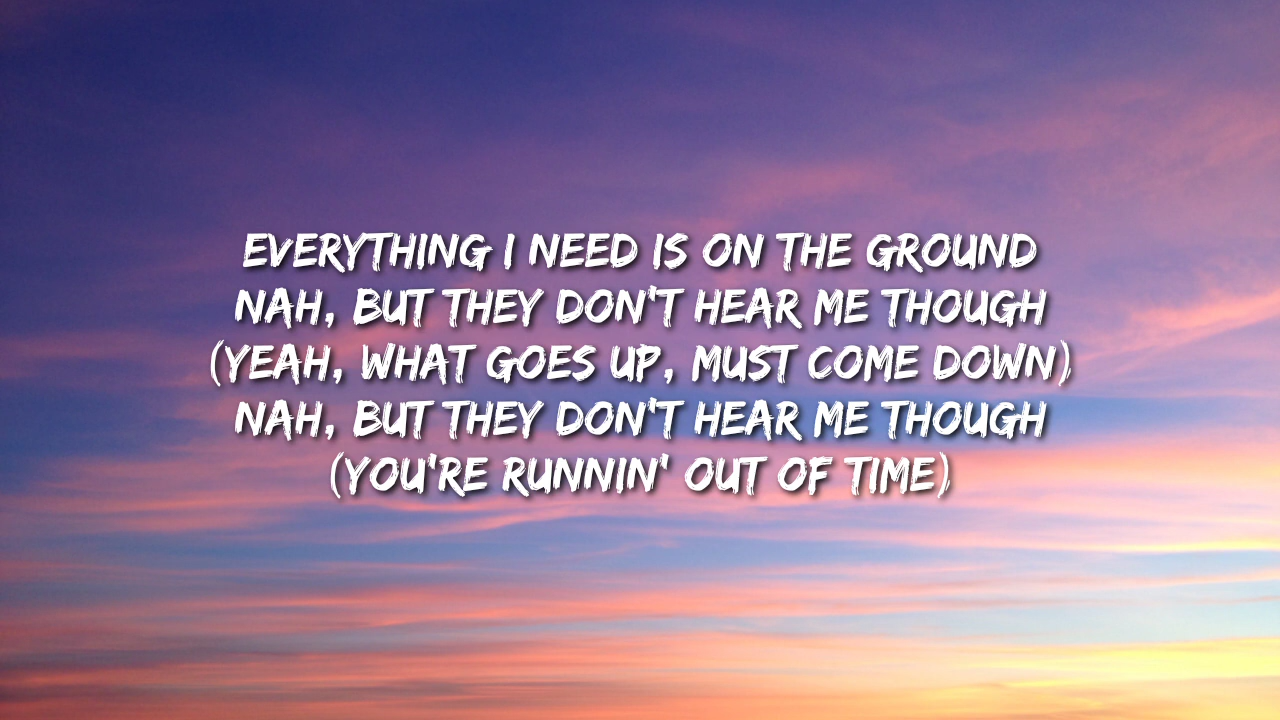 EVERYTHING I NEED IS ON THE GROUND
NAH, BUT THEY DON'T HEAR ME THOUGH
(YEAH, WHAT GOES UP, MUST COME DOWN)
NAH, BUT THEY DON'T HEAR ME THOUGH
(YOU'RE RUNNIN' OUT OF TIME)